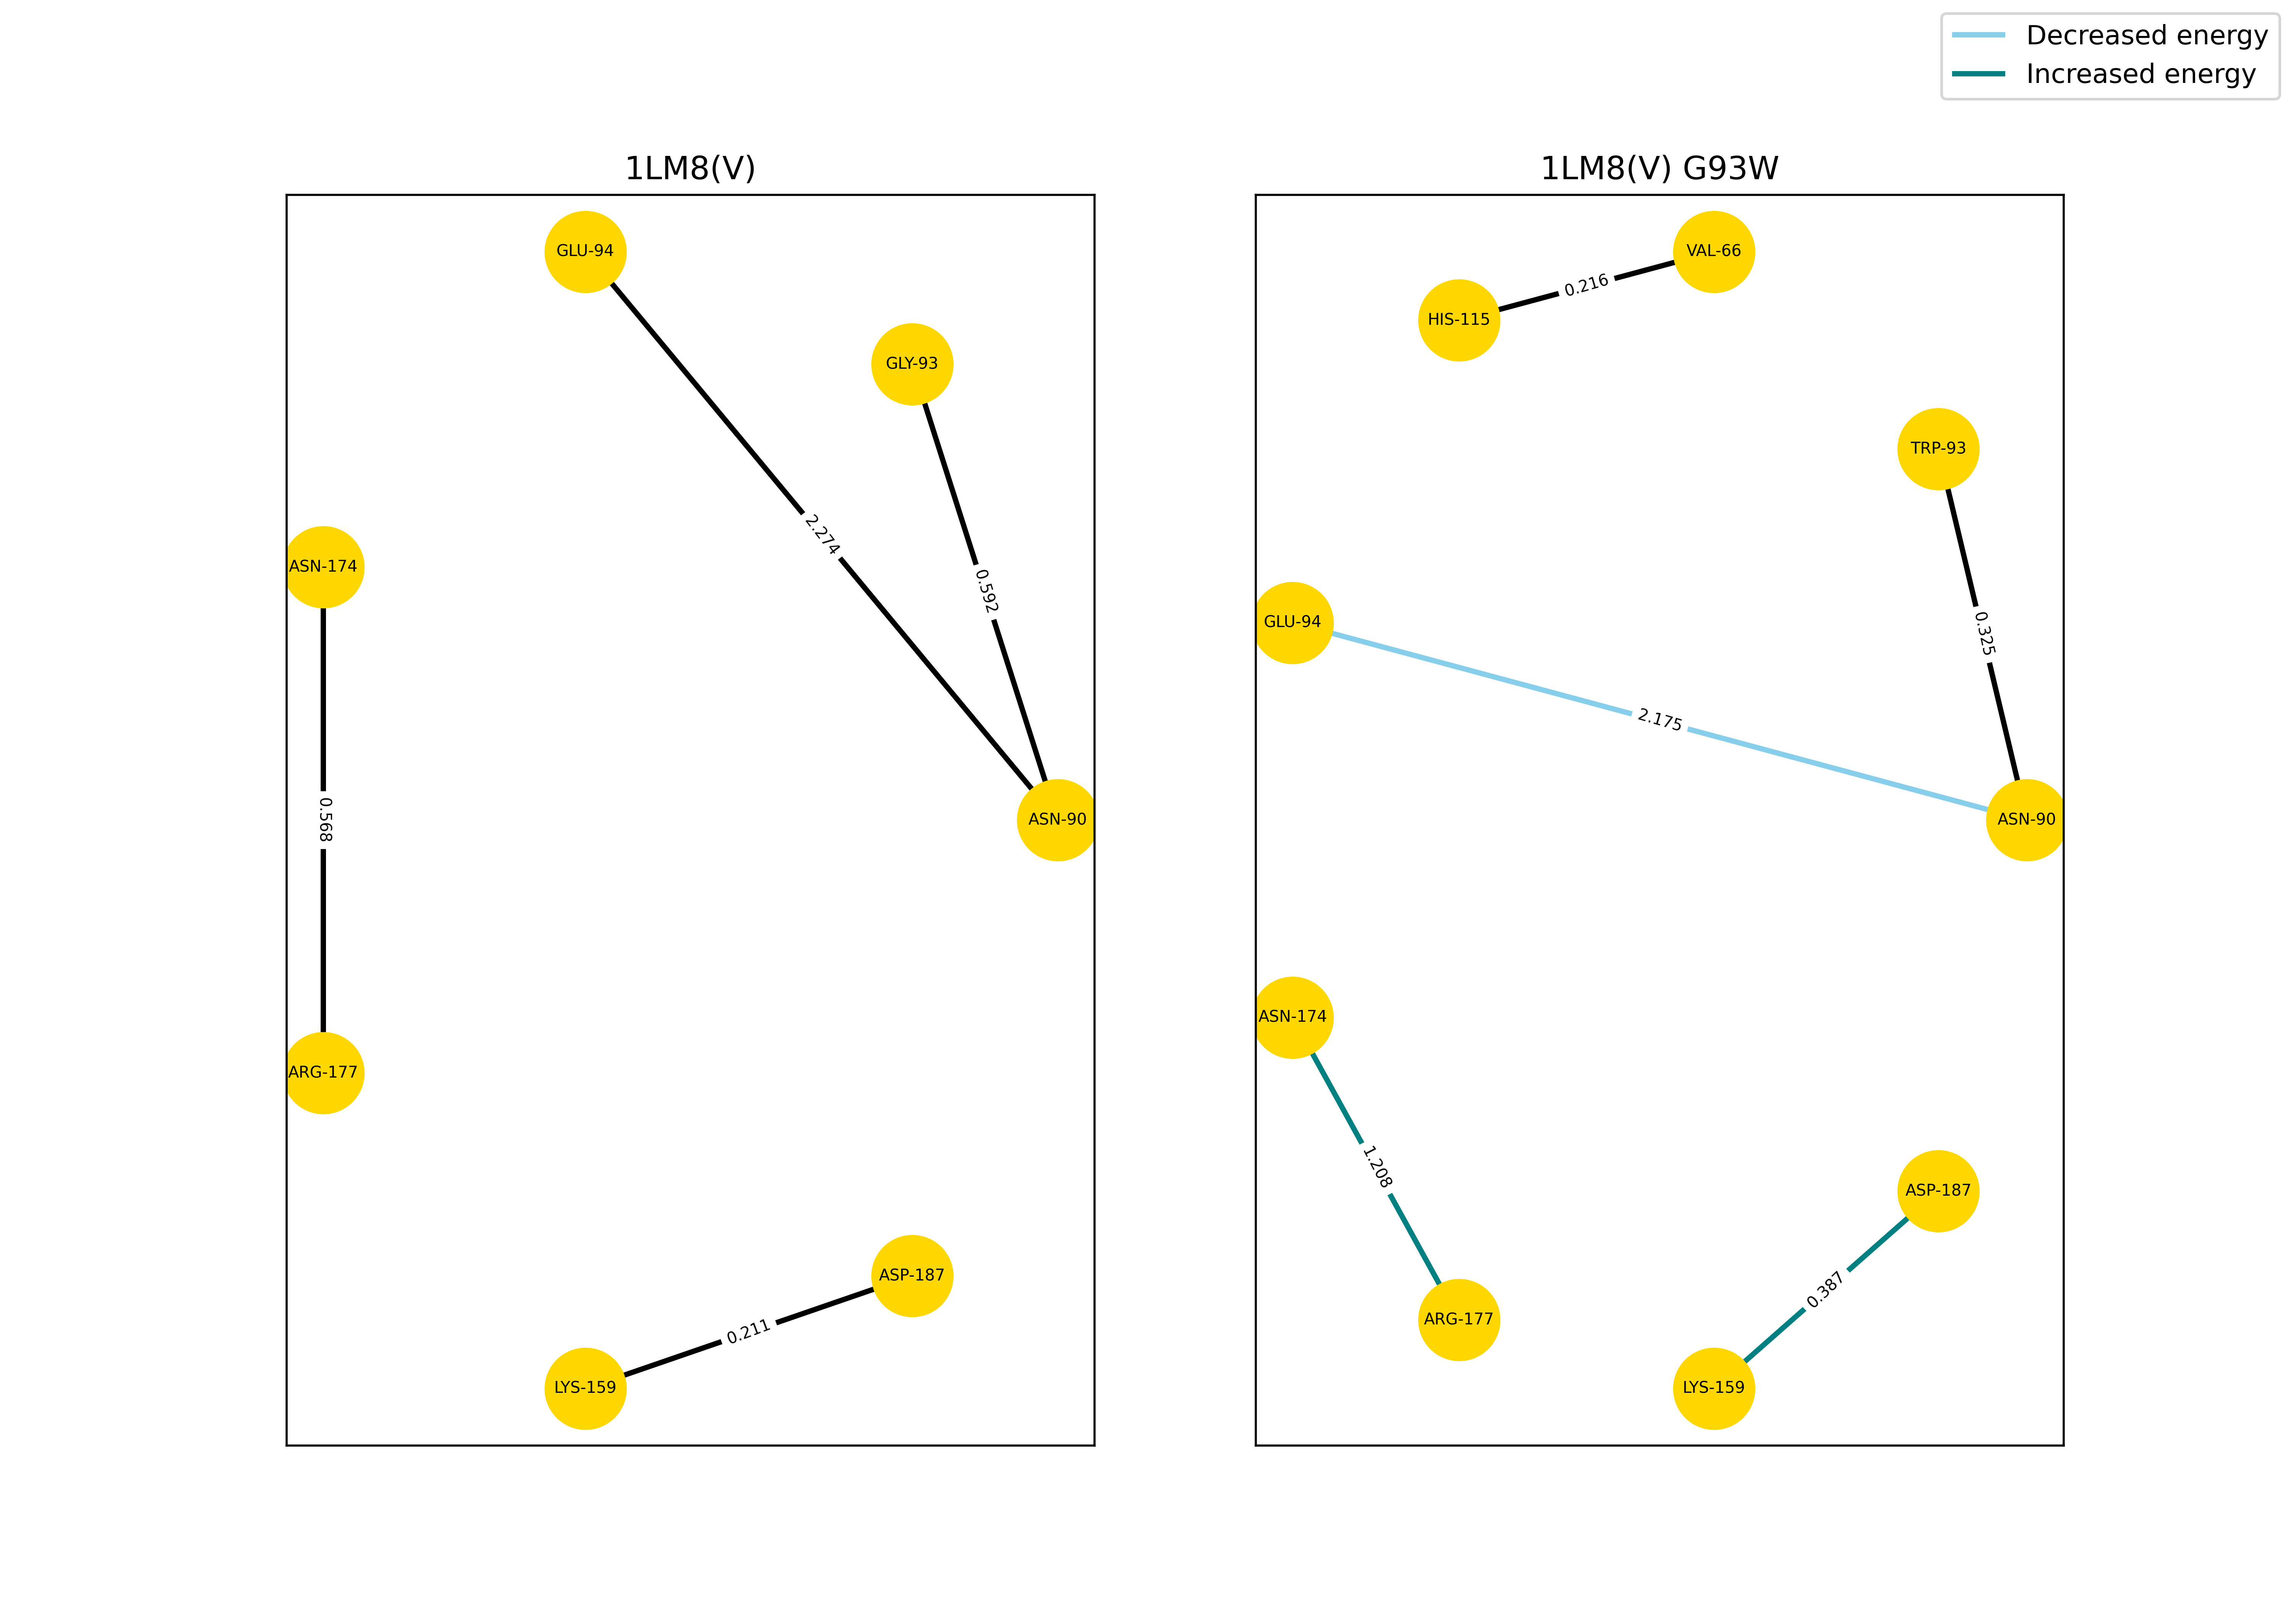 Decreased energy
Increased energy
1LM8(V)
GLU-94
GLY-93
2.274
ASN-174
0.592
0.568
ASN-90
ARG-177
ASP-187
0.211
LYS-159
1LM8(V) G93W
VAL-66
0.216
HIS-115
TRP-93
GLU-94
0.325
2.175
ASN-90
ASN-174
1.208
ASP-187
0.387
ARG-177
LYS-159